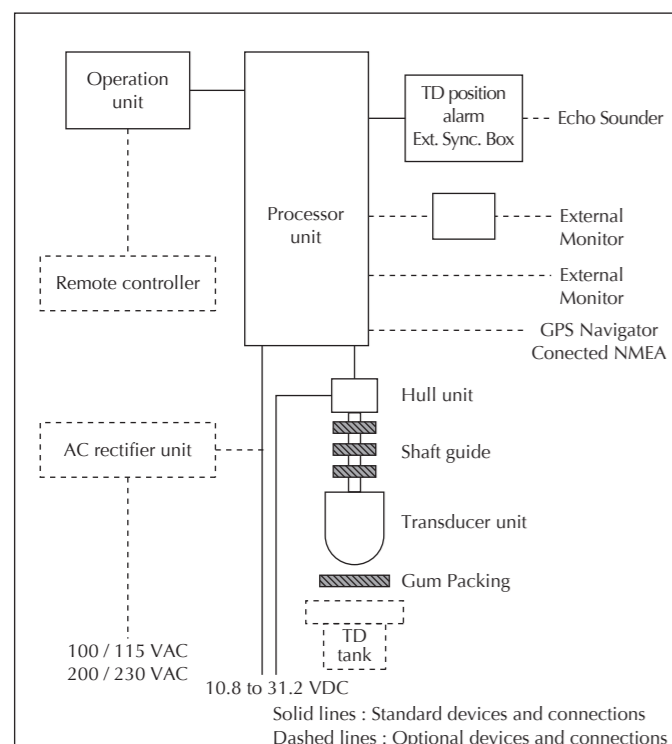 Operation
unit
TD position
alarm
Ext. Sync. Box
Echo Sounder
Processor
unit
External
Monitor
Remote controller
External
Monitor
GPS Navigator
Conected NMEA
Hull unit
AC rectifier unit
Shaft guide
Transducer unit
Gum Packing
TD
tank
100 / 115 VAC
200 / 230 VAC
10.8 to 31.2 VDC
Solid lines : Standard devices and connections
Dashed lines : Optional devices and connections